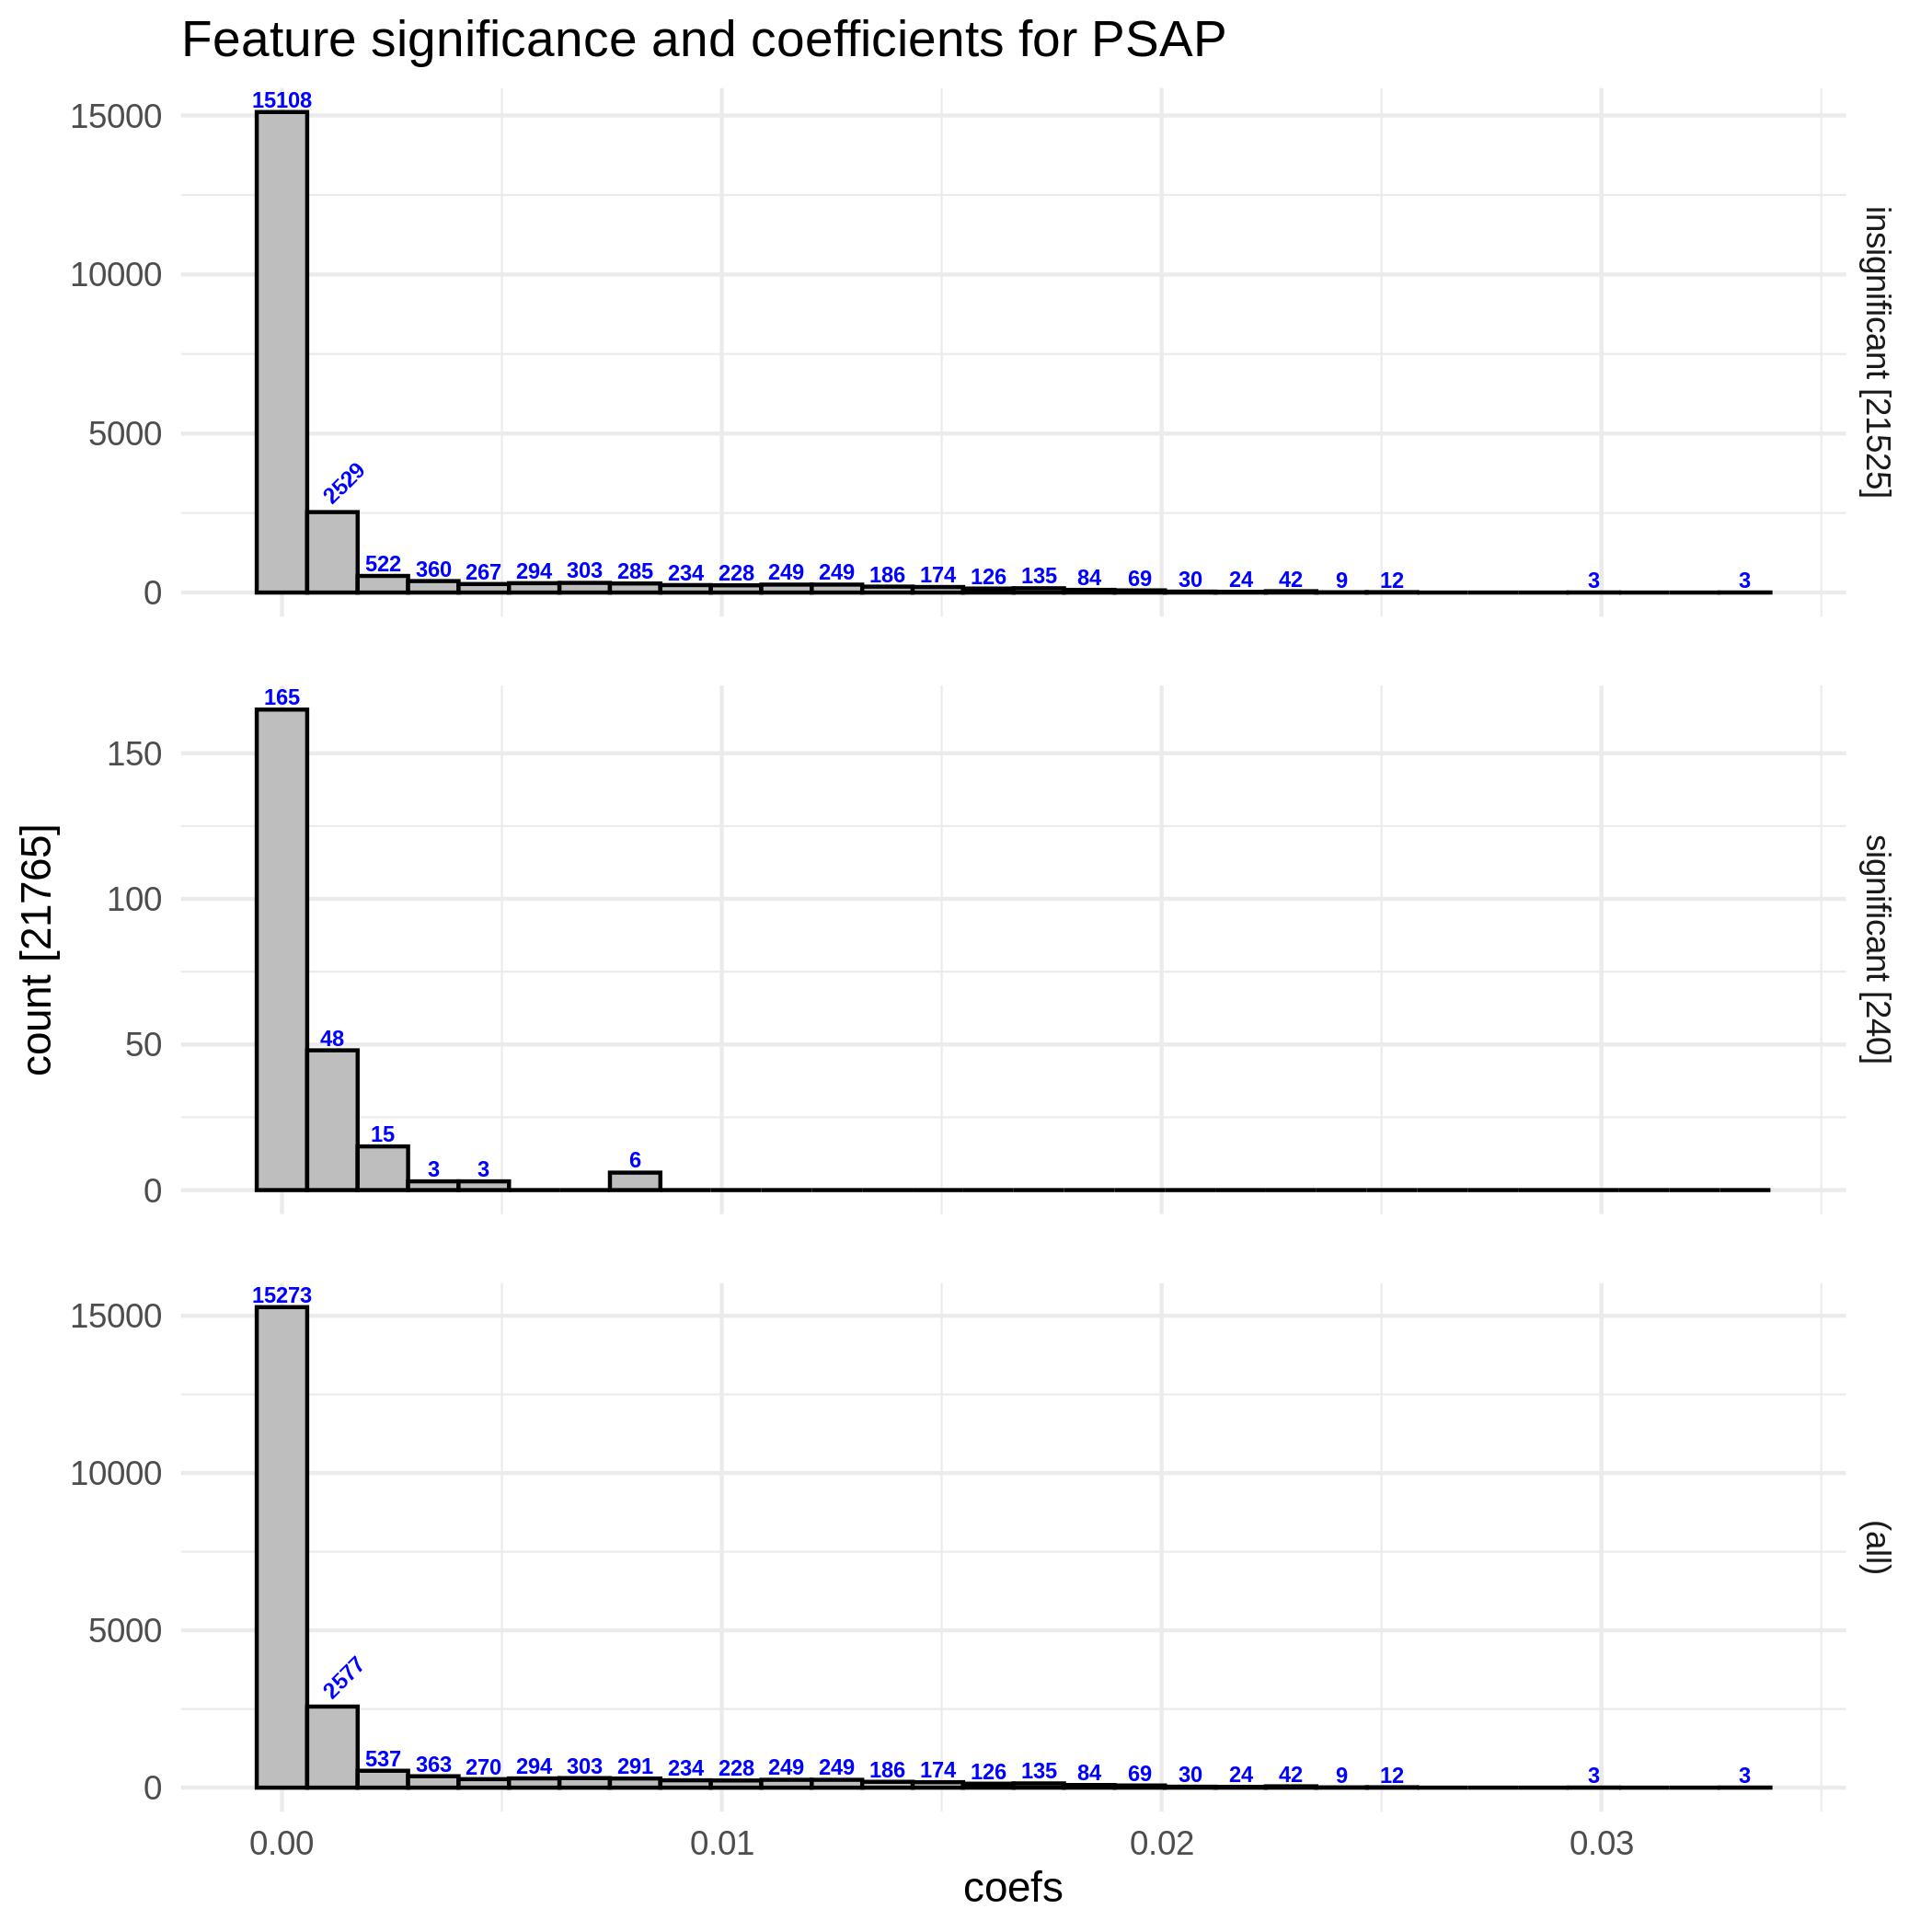 Feature significance and coefficients for PSAP
count [21765]
15000
10000
5000
0
15108
2529
522 360 267 294 303 285 234 228 249 249 186 174 126 135 84 69 30 24 42 9 12 3 3
insignificant [21525]
150
100
50
0
165
48
15
3 3 6
significant [240]
15000
10000
5000
0
15273
2577
537 363 270 294 303 291 234 228 249 249 186 174 126 135 84 69 30 24 42 9 12 3 3
(all)
0.00 0.01 0.02 0.03
coefs